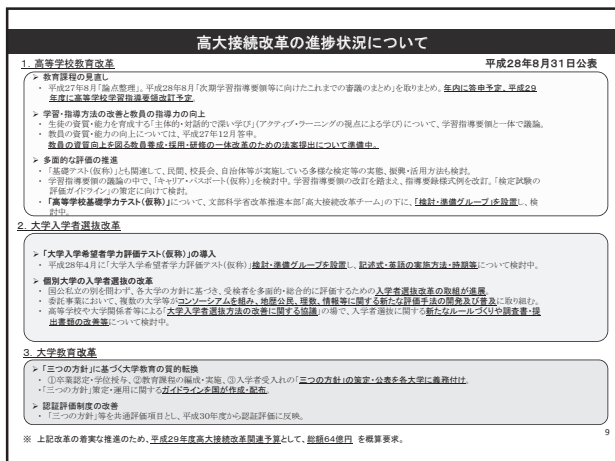 高大接続改革の進捗状況について
平成28年8月31日公表
1. 高等学校教育改革
➢ 教育課程の見直し
・ 平成27年8月「論点整理」。平成28年8月「次期学習指導要領等に向けたこれまでの審議のまとめ」を取りまとめ。年内に答申予定、平成29
年度に高等学校学習指導要領改訂予定。
➢ 学習・指導方法の改善と教員の指導力の向上
・ 生徒の資質・能力を育成する「主体的・対話的で深い学び」(アクティブ・ラーニングの視点による学び)について、学習指導要領と一体で議論。
・ 教員の資質・能力の向上については、平成27年12月答申。
教員の資質向上を図る教員養成・採用・研修の一体改革のための法案提出について準備中。
➢ 多面的な評価の推進
・ 「基礎テスト(仮称)」とも関連して、民間、校長会、自治体等が実施している多様な検定等の実態、振興・活用方法も検討。
・ 学習指導要領の議論の中で、「キャリア・パスポート(仮称)」を検討中。学習指導要領の改訂を踏まえ、指導要録様式例を改訂。「検定試験の
評価ガイドライン」の策定に向けて検討。
・ 「高等学校基礎学力テスト(仮称)」について、文部科学省改革推進本部「高大接続改革チーム」の下に、「検討・準備グループ」を設置し、検
討中。
2. 大学入学者選抜改革
➢ 「大学入学希望者学力評価テスト(仮称)」の導入
・ 平成28年4月に「大学入学希望者学力評価テスト(仮称)」検討・準備グループを設置し、記述式・英語の実施方法・時期等について検討中。
➢ 個別大学の入学者選抜の改革
・ 国公私立の別を問わず、各大学の方針に基づき、受検者を多面的・総合的に評価するための入学者選抜改革の取組が進展。
・ 委託事業において、複数の大学等がコンソーシアムを組み、地歴公民、理数、情報等に関する新たな評価手法の開発及び普及に取り組む。
・ 高等学校や大学関係者等による「大学入学者選抜方法の改善に関する協議」の場で、入学者選抜に関する新たなルールづくりや調査書・提
出書類の改善等について検討中。
3. 大学教育改革
➢ 「三つの方針」に基づく大学教育の質的転換
・ ①卒業認定・学位授与、②教育課程の編成・実施、③入学者受入れの「三つの方針」の策定・公表を各大学に義務付け。
・「三つの方針」策定・運用に関するガイドラインを国が作成・配布。
➢ 認証評価制度の改善
・ 「三つの方針」等を共通評価項目とし、平成30年度から認証評価に反映。
※ 上記改革の着実な推進のため、平成29年度高大接続改革関連予算として、総額64億円 を概算要求。
9